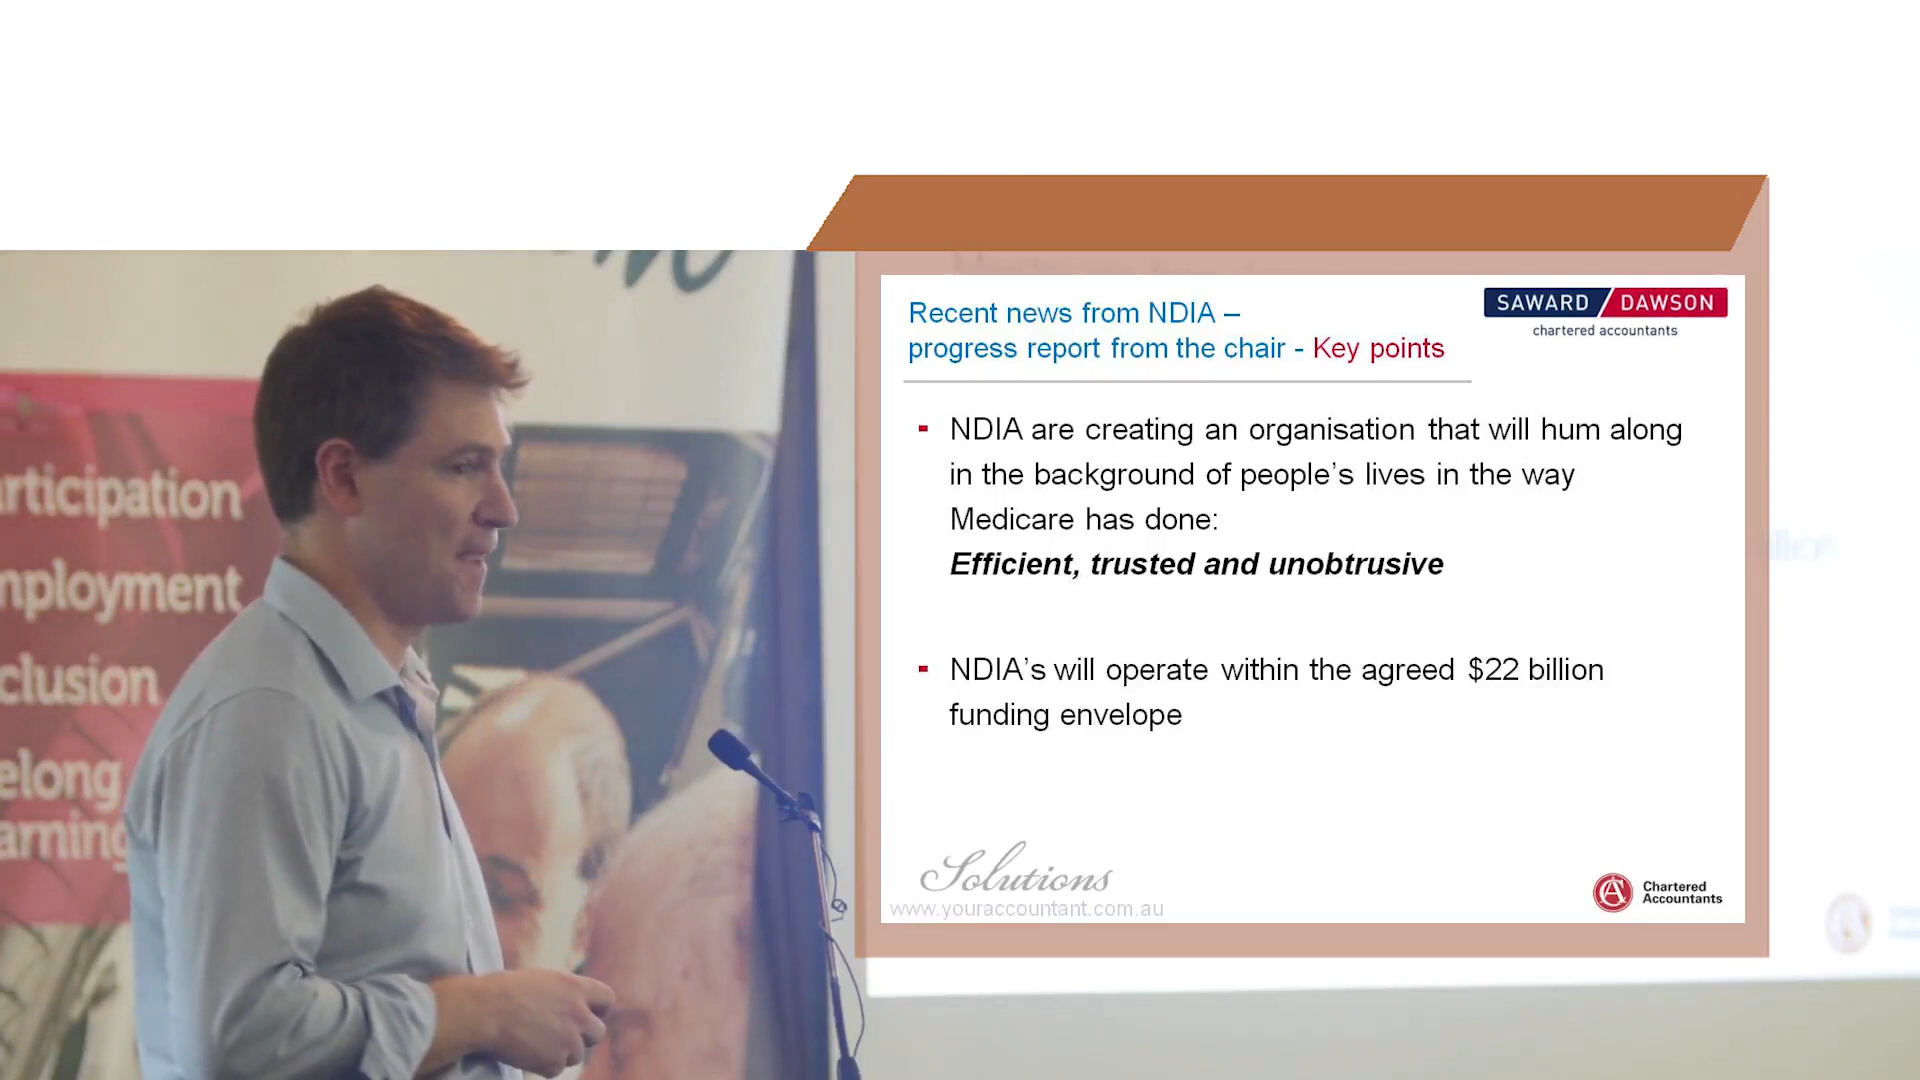 Recent news from NDIA –
progress report from the chair - Key points
SAWARD DAWSON
chartered accountants
NDIA are creating an organisation that will hum along
in the background of people's lives in the way
Medicare has done:
Efficient, trusted and unobtrusive
NDIA's will operate within the agreed $22 billion
funding envelope
Solutions
www.youraccountant.com.au
CA
Chartered
Accountants
articipation
mployment
clusion
elong
arning